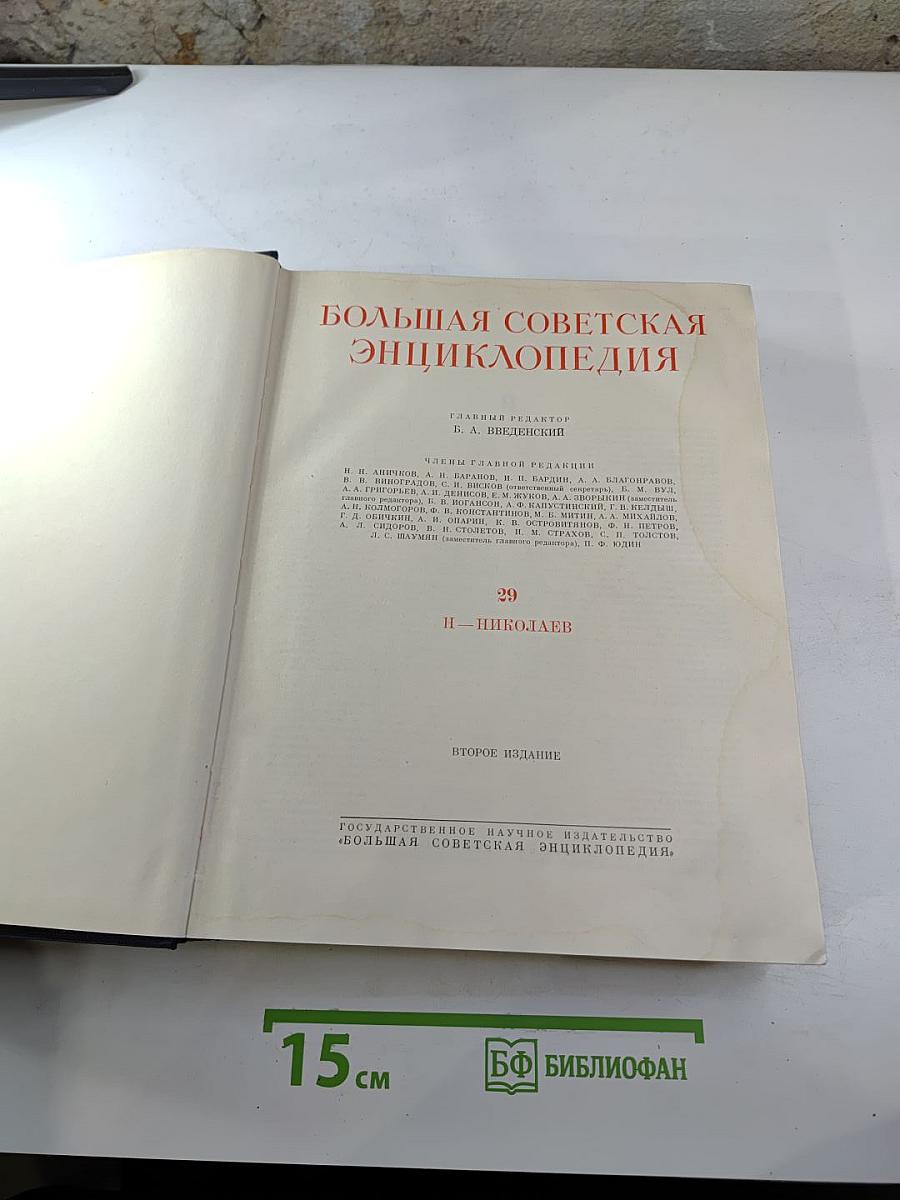 БОЛЬШАЯ СОВЕТСКАЯ
ЭНЦИКЛОПЕДИЯ
ГЛАВНЫЙ РЕДАКТОР
Б. А. ВВЕДЕНСКИЙ
ЧЛЕНЫ ГЛАВНОЙ РЕДАКЦИИ
Н. Н. АНИЧКОВ, А. Н. БАРАНОВ, И. П. БАРДИН, А. А. БЛАГОНРАВОВ,
В. В. ВИНОГРАДОВ, С. И. ВИСКОВ (ответственный секретарь), Б. М. ВУЛ,
А. А. ГРИГОРЬЕВ, А. И. ДЕНИСОВ, Е. М. ЖУКОВ, А. А. ЗВОРЫКИН (заместитель
главного редактора), Б. В. ИОГАНСОН, А. Ф. КАПУСТИНСКИЙ, Г. В. КЕЛДЫШ,
А. Н. КОЛМОГОРОВ, Ф. В. КОНСТАНТИНОВ, М. Б. МИТИН, А. А. МИХАЙЛОВ,
Г. Д. ОБИЧКИН, А. И. ОПАРИН, К. В. ОСТРОВИТЯНОВ, Ф. Н. ПЕТРОВ,
А. Л. СИДОРОВ, В. Н. СТОЛЕТОВ, Н. М. СТРАХОВ, С. П. ТОЛСТОВ,
Л. С. ШАУМЯН (заместитель главного редактора), П. Ф. ЮДИН
29
Н—НИКОЛАЕВ
ВТОРОЕ ИЗДАНИЕ
ГОСУДАРСТВЕННОЕ НАУЧНОЕ ИЗДАТЕЛЬСТВО
«БОЛЬШАЯ СОВЕТСКАЯ ЭНЦИКЛОПЕДИЯ»
15 см
БФ БИБЛИОФАН